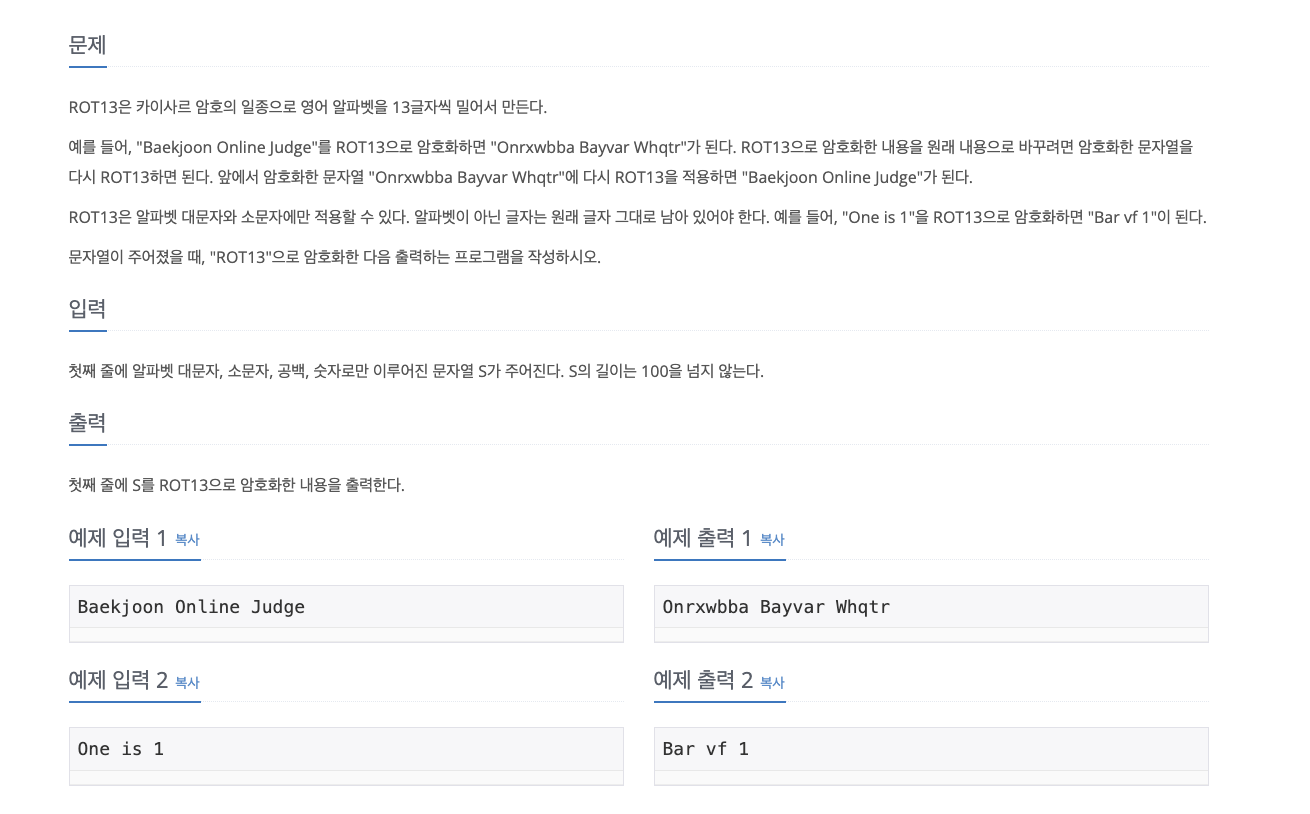 문제
ROT13은 카이사르 암호의 일종으로 영어 알파벳을 13글자씩 밀어서 만든다.
예를 들어, "Baekjoon Online Judge"를 ROT13으로 암호화하면 "Onrxwbba Bayvar Whqtr"가 된다. ROT13으로 암호화한 내용을 원래 내용으로 바꾸려면 암호화한 문자열을
다시 ROT13하면 된다. 앞에서 암호화한 문자열 "Onrxwbba Bayvar Whqtr"에 다시 ROT13을 적용하면 "Baekjoon Online Judge"가 된다.
ROT13은 알파벳 대문자와 소문자에만 적용할 수 있다. 알파벳이 아닌 글자는 원래 글자 그대로 남아 있어야 한다. 예를 들어, "One is 1"을 ROT13으로 암호화하면 "Bar vf 1"이 된다.
문자열이 주어졌을 때, "ROT13"으로 암호화한 다음 출력하는 프로그램을 작성하시오.
입력
첫째 줄에 알파벳 대문자, 소문자, 공백, 숫자로만 이루어진 문자열 S가 주어진다. S의 길이는 100을 넘지 않는다.
출력
첫째 줄에 S를 ROT13으로 암호화한 내용을 출력한다.
예제 입력 1 복사
Baekjoon Online Judge
예제 출력 1 복사
Onrxwbba Bayvar Whqtr
예제 입력 2 복사
One is 1
예제 출력 2 복사
Bar vf 1